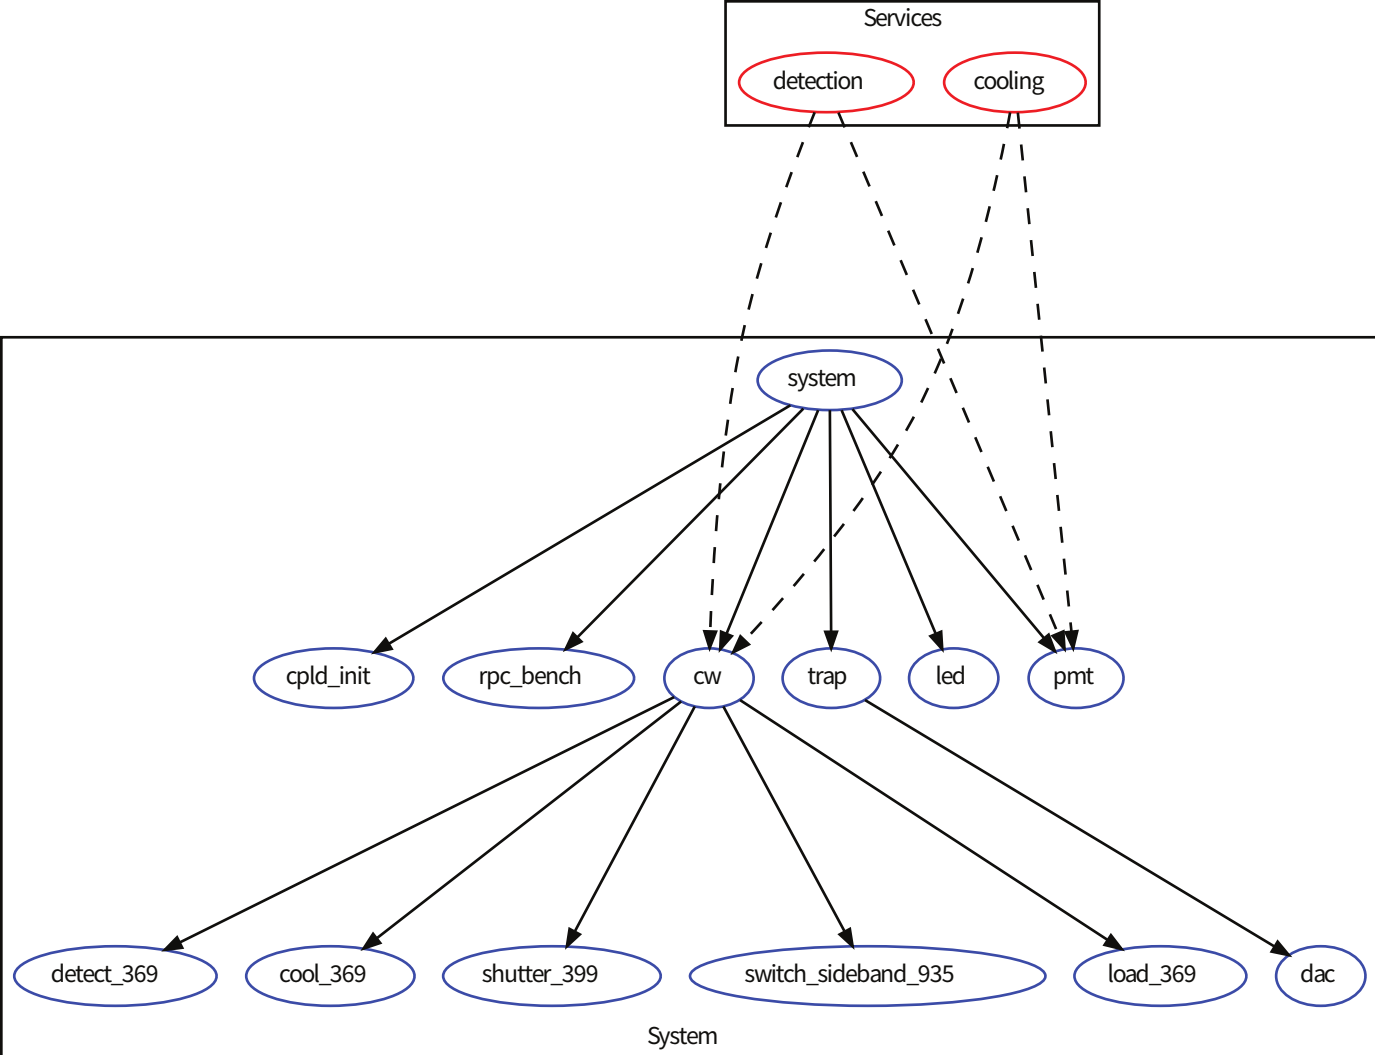 Services
detection
cooling
system
cpld_init
rpc_bench
cw
trap
led
pmt
detect_369
cool_369
shutter_399
switch_sideband_935
load_369
dac
System